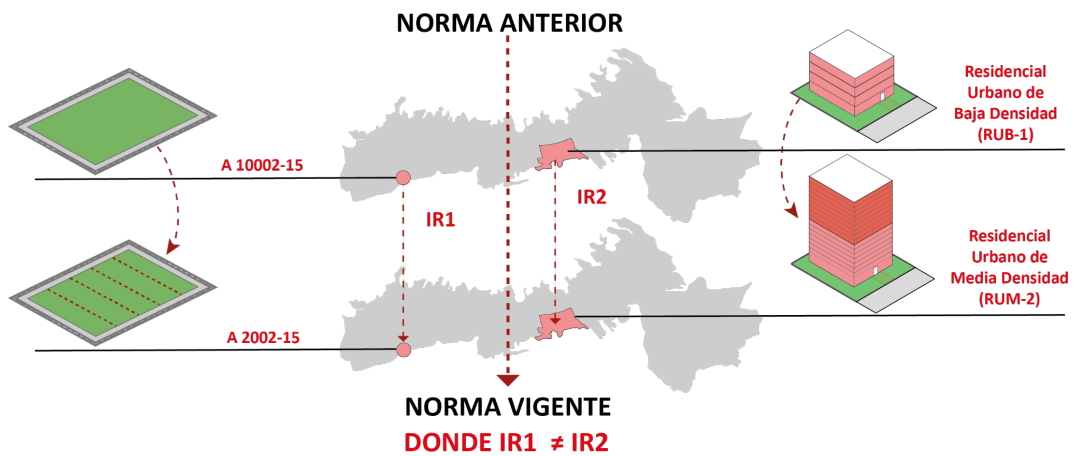 NORMA ANTERIOR
Residencial
Urbano de
Baja Densidad
(RUB-1)
A 10002-15
IR1
IR2
Residencial
Urbano de
Media Densidad
(RUM-2)
A 2002-15
NORMA VIGENTE
DONDE IR1 ≠ IR2